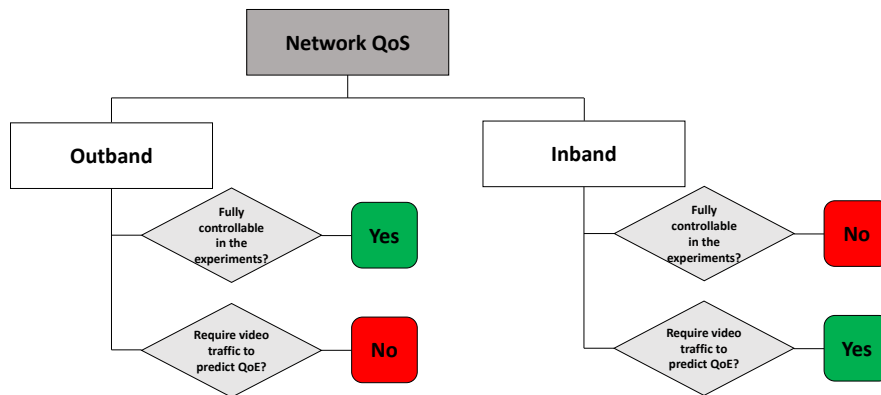 Network QoS
Outband
Inband
Fully
controllable
in the
experiments?
Yes
Fully
controllable
in the
experiments?
No
Require video
traffic to
predict QoE?
No
Require video
traffic to
predict QoE?
Yes